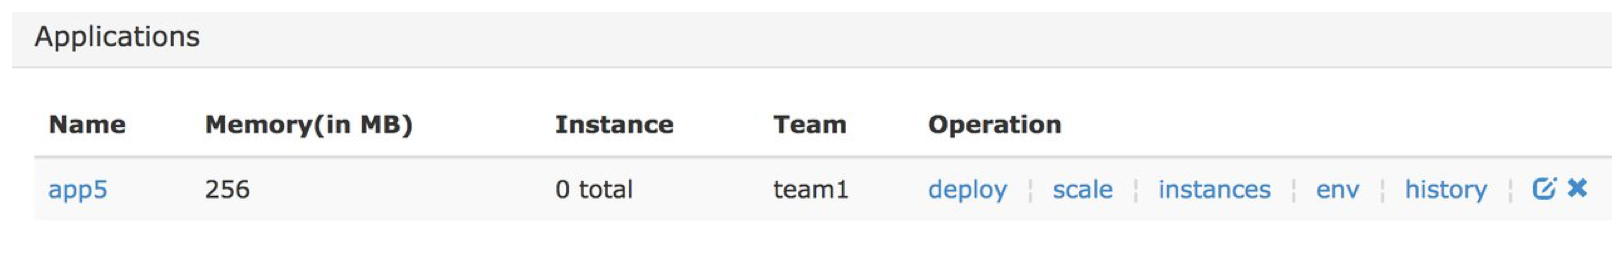 Applications
Name Memory(in MB) Instance Team Operation
app5 256 0 total team1 deploy ¦ scale ¦ instances ¦ env ¦ history ¦